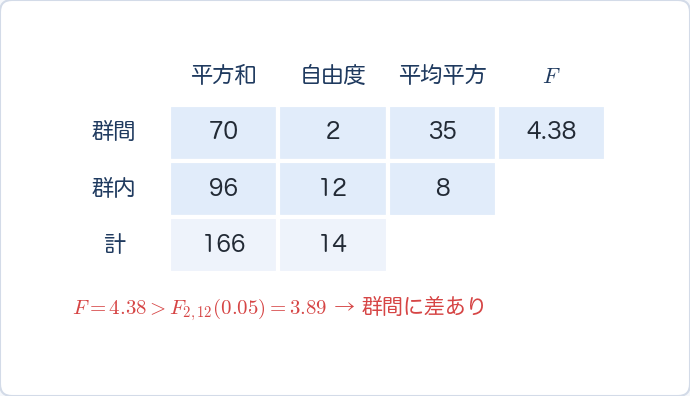 平方和 自由度 平均平方 F
群間 70 2 35 4.38
群内 96 12 8
計 166 14
F = 4.38 > F2,12(0.05) = 3.89 → 群間に差あり